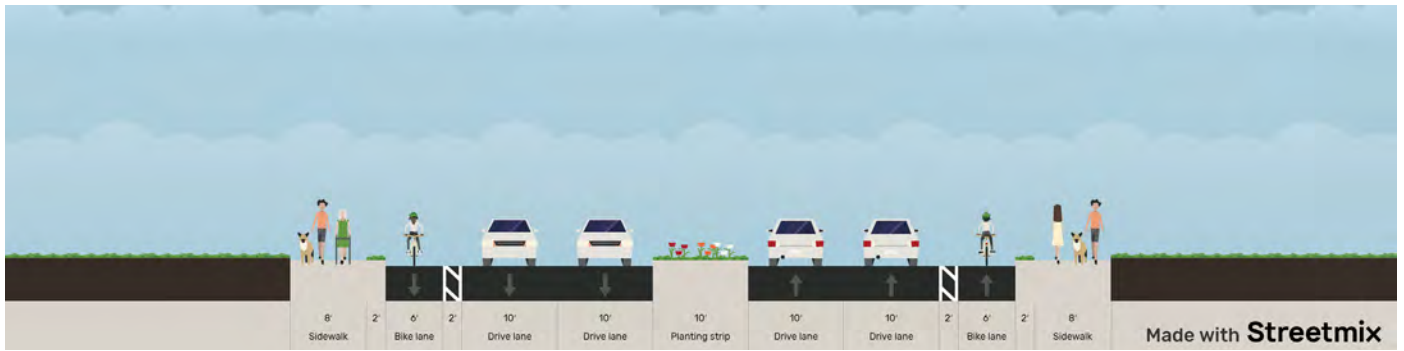 8' 2' 6' 2' 10' 10' 10' 10' 10' 2' 6' 2' 8'
Sidewalk Bike lane Drive lane Drive lane Planting strip Drive lane Drive lane Bike lane Sidewalk
Made with Streetmix